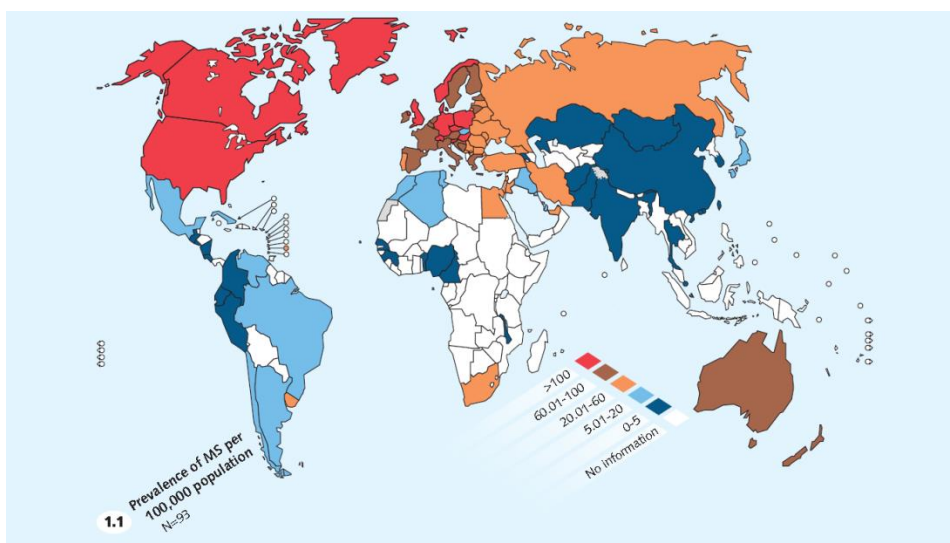 >100
60.01-100
20.01-60
5.01-20
0-5
No information
Prevalence of MS per
100,000 population
1.1
N=93